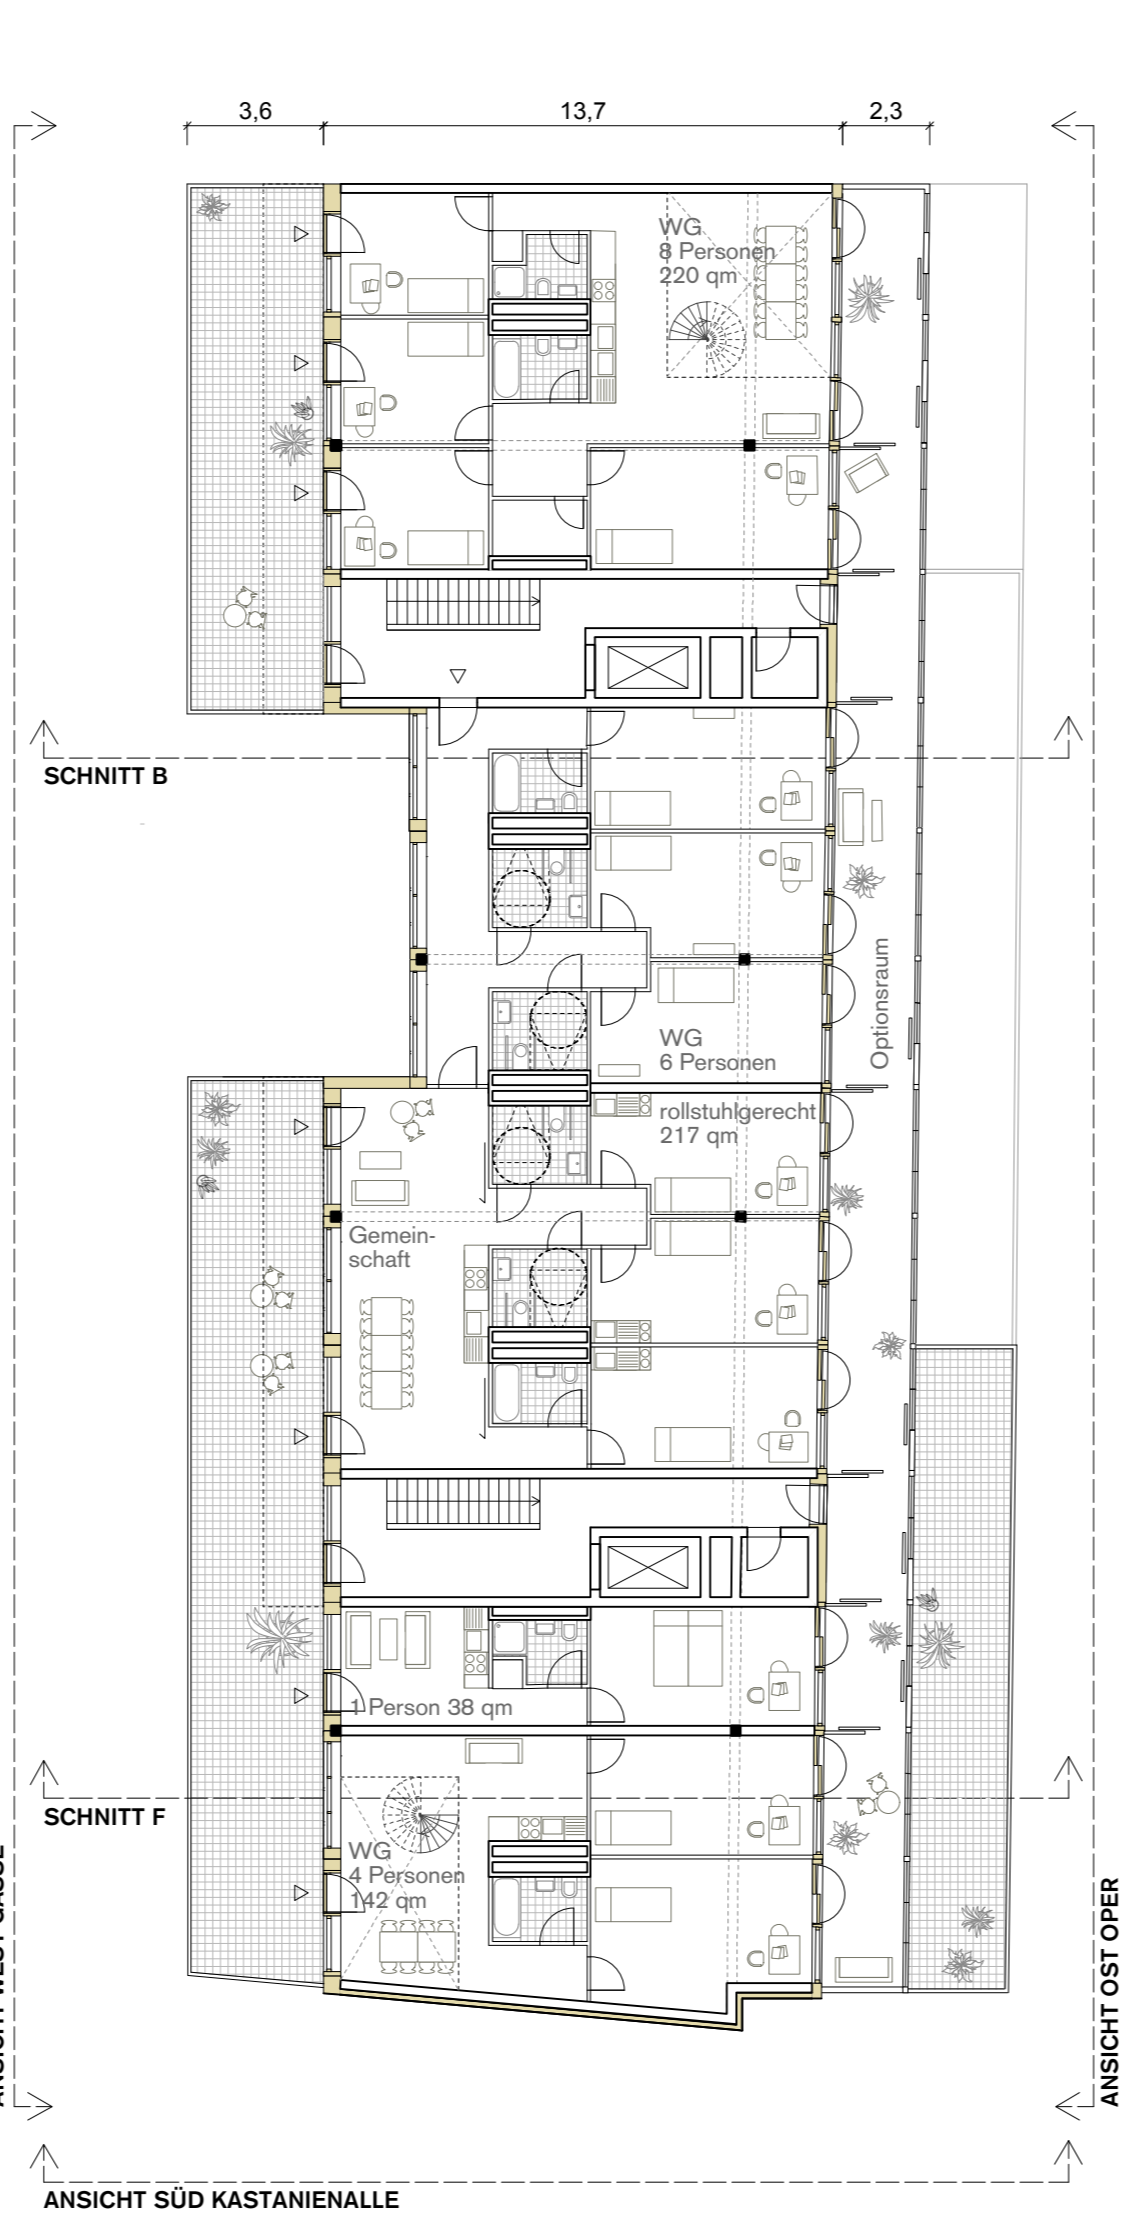 3,6
13,7
2,3
WG
8 Personen
220 qm
SCHNITT B
Optionsraum
WG
6 Personen
rollstuhlgerecht
217 qm
Gemein-
schaft
1 Person 38 qm
SCHNITT F
WG
4 Personen
142 qm
ANSICHT OST OPER
ANSICHT SÜD KASTANIENALLE